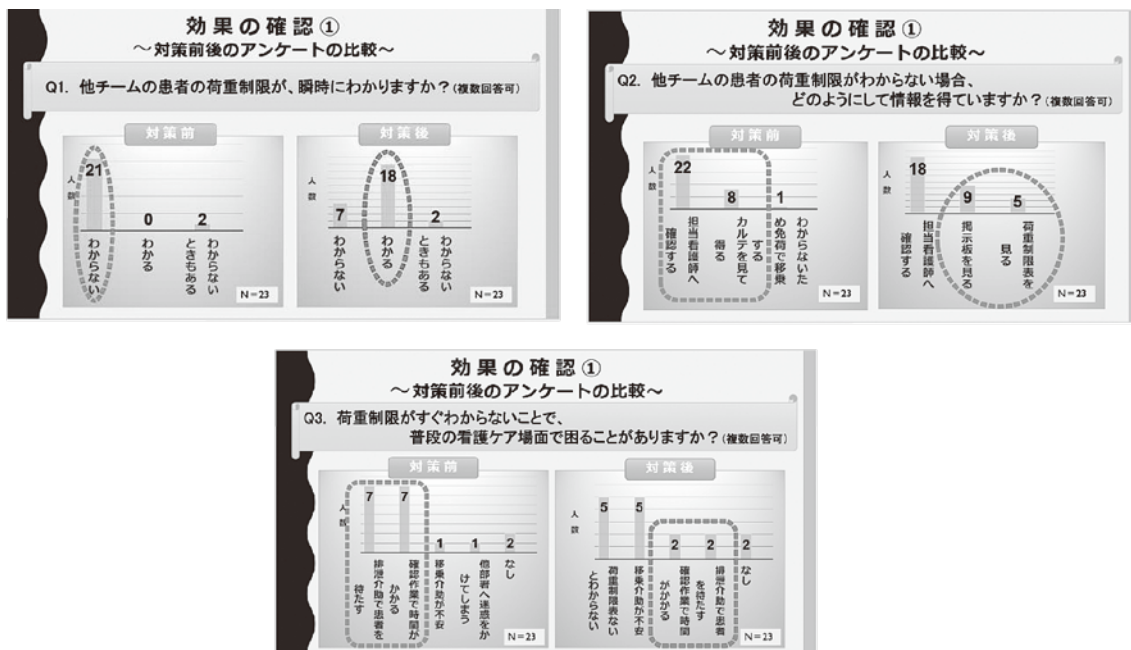 効果の確認①
～対策前後のアンケートの比較～
Q1. 他チームの患者の荷重制限が、瞬時にわかりますか？(複数回答可)
対策前
人数
21
0
2
わからない
わかる
わからない
ときもある
N=23
対策後
人数
7
18
2
わからない
わかる
わからない
ときもある
N=23
効果の確認①
～対策前後のアンケートの比較～
Q2. 他チームの患者の荷重制限がわからない場合、
どのようにして情報を得ていますか？(複数回答可)
対策前
人数
22
8
1
担当看護師へ
確認する
カルテを見て
得る
わからないた
め免荷で移乗
する
N=23
対策後
人数
18
9
5
担当看護師へ
確認する
掲示板を見る
荷重制限表を
見る
N=23
効果の確認①
～対策前後のアンケートの比較～
Q3. 荷重制限がすぐわからないことで、
普段の看護ケア場面で困ることがありますか？(複数回答可)
対策前
人数
7
7
1
1
2
排泄介助で患者を
待たす
確認作業で時間が
かかる
移乗介助が不安
他部署へ迷惑をか
けてしまう
なし
N=23
対策後
人数
5
5
2
2
2
荷重制限表ない
とわからない
移乗介助が不安
確認作業で時間
がかかる
排泄介助で患者
を待たす
なし
N=23